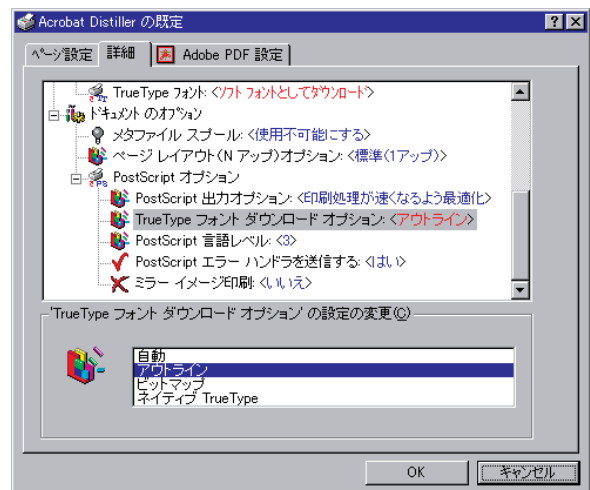 Acrobat Distiller の既定
ページ設定 詳細 Adobe PDF 設定
TrueType フォント: <ソフト フォントとしてダウンロード>
ドキュメント のオプション
メタファイル スプール: <使用不可能にする>
ページ レイアウト(N アップ)オプション: <標準(1アップ)>
PostScript オプション
PostScript 出力オプション: <印刷処理が速くなるよう最適化>
TrueType フォント ダウンロード オプション: <アウトライン>
PostScript 言語レベル: <3>
PostScript エラー ハンドラを送信する: <はい>
ミラー イメージ印刷: <いいえ>
'TrueType フォント ダウンロード オプション' の設定の変更(C)
自動
アウトライン
ビットマップ
ネイティブ TrueType
OK キャンセル